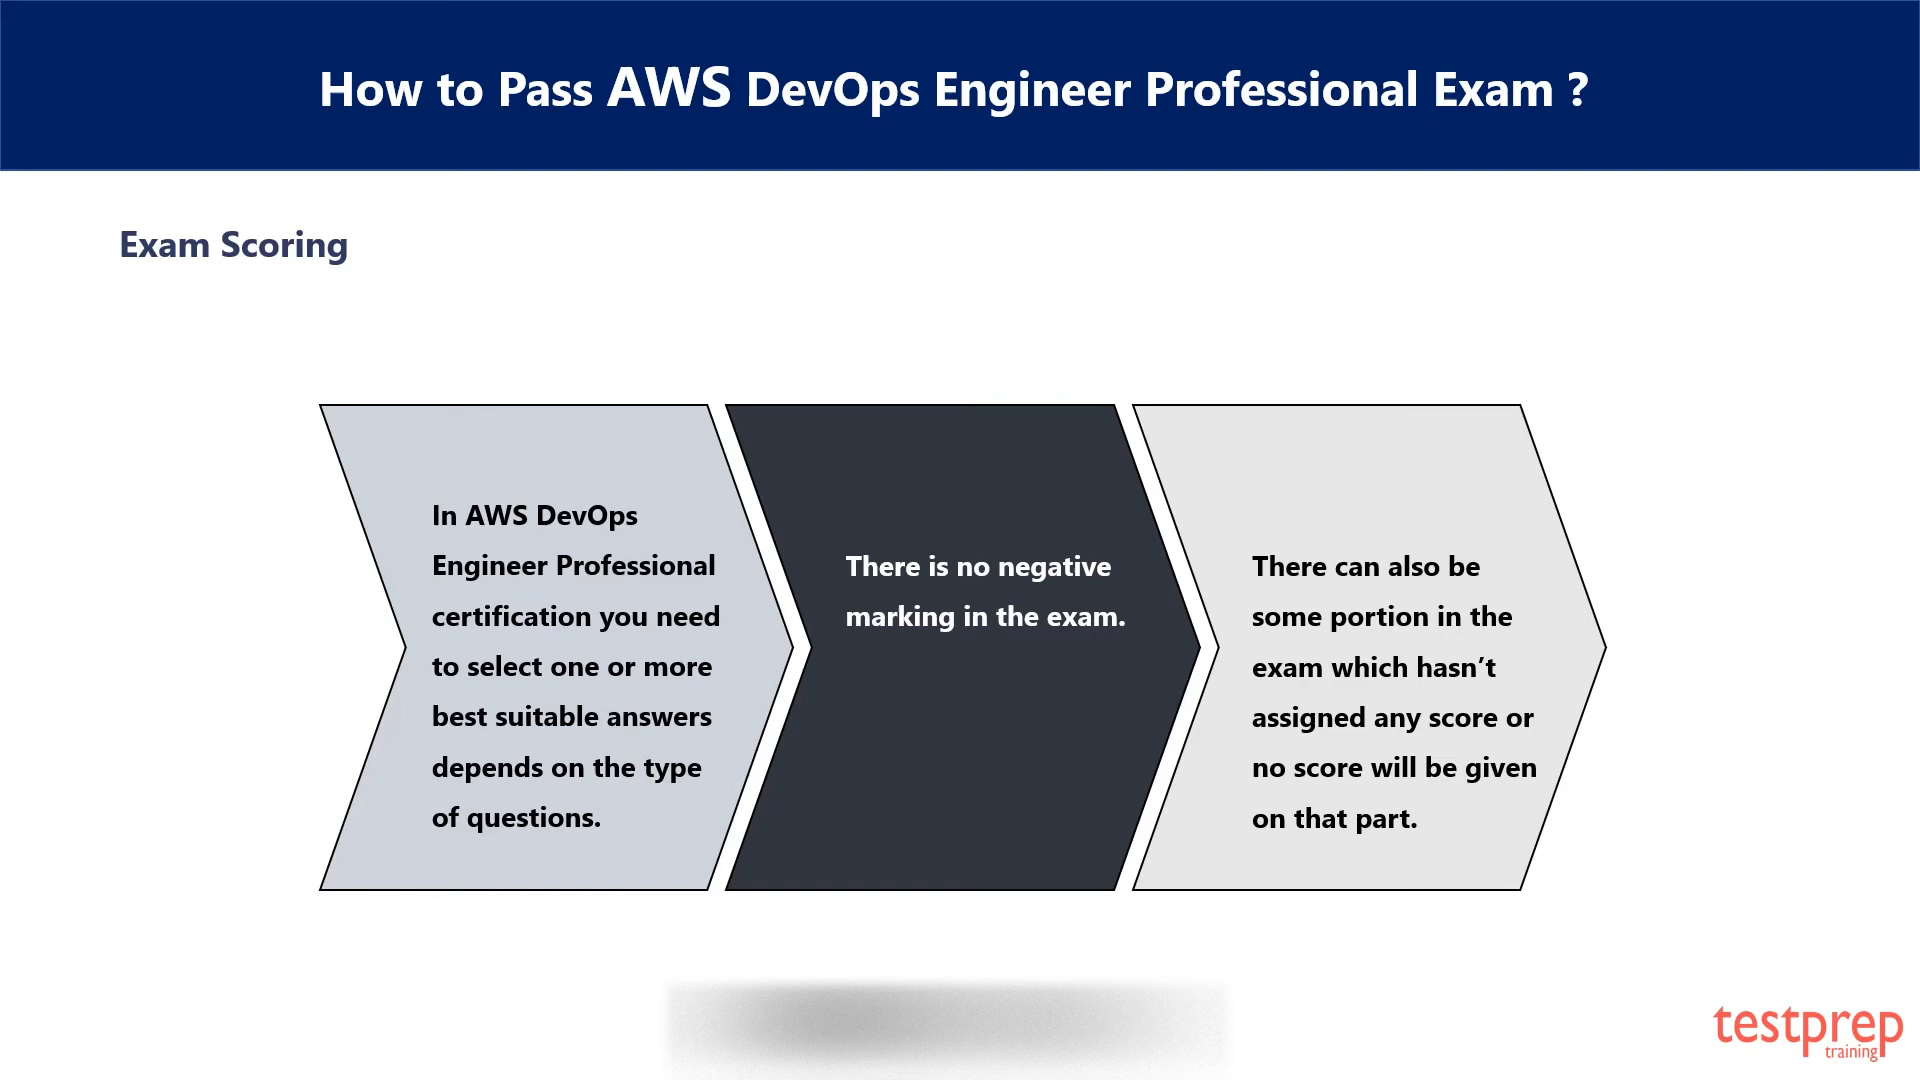 How to Pass AWS DevOps Engineer Professional Exam ?
Exam Scoring
In AWS DevOps
Engineer Professional
certification you need
to select one or more
best suitable answers
depends on the type
of questions.
There is no negative
marking in the exam.
There can also be
some portion in the
exam which hasn’t
assigned any score or
no score will be given
on that part.
testprep
training